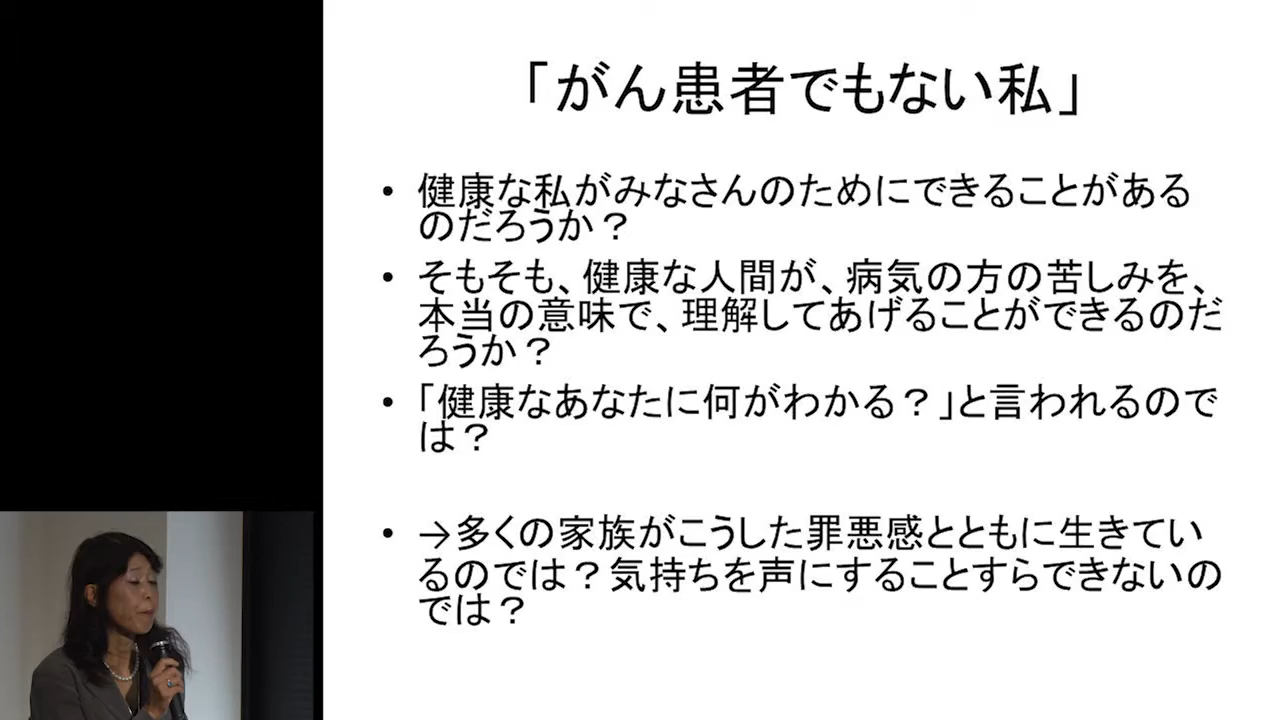 「がん患者でもない私」
• 健康な私がみなさんのためにできることがある
のだろうか？
• そもそも、健康な人間が、病気の方の苦しみを、
本当の意味で、理解してあげることができるのだ
ろうか？
• 「健康なあなたに何がわかる？」と言われるので
は？
• →多くの家族がこうした罪悪感とともに生きてい
るのでは？気持ちを声にすることすらできないの
では？